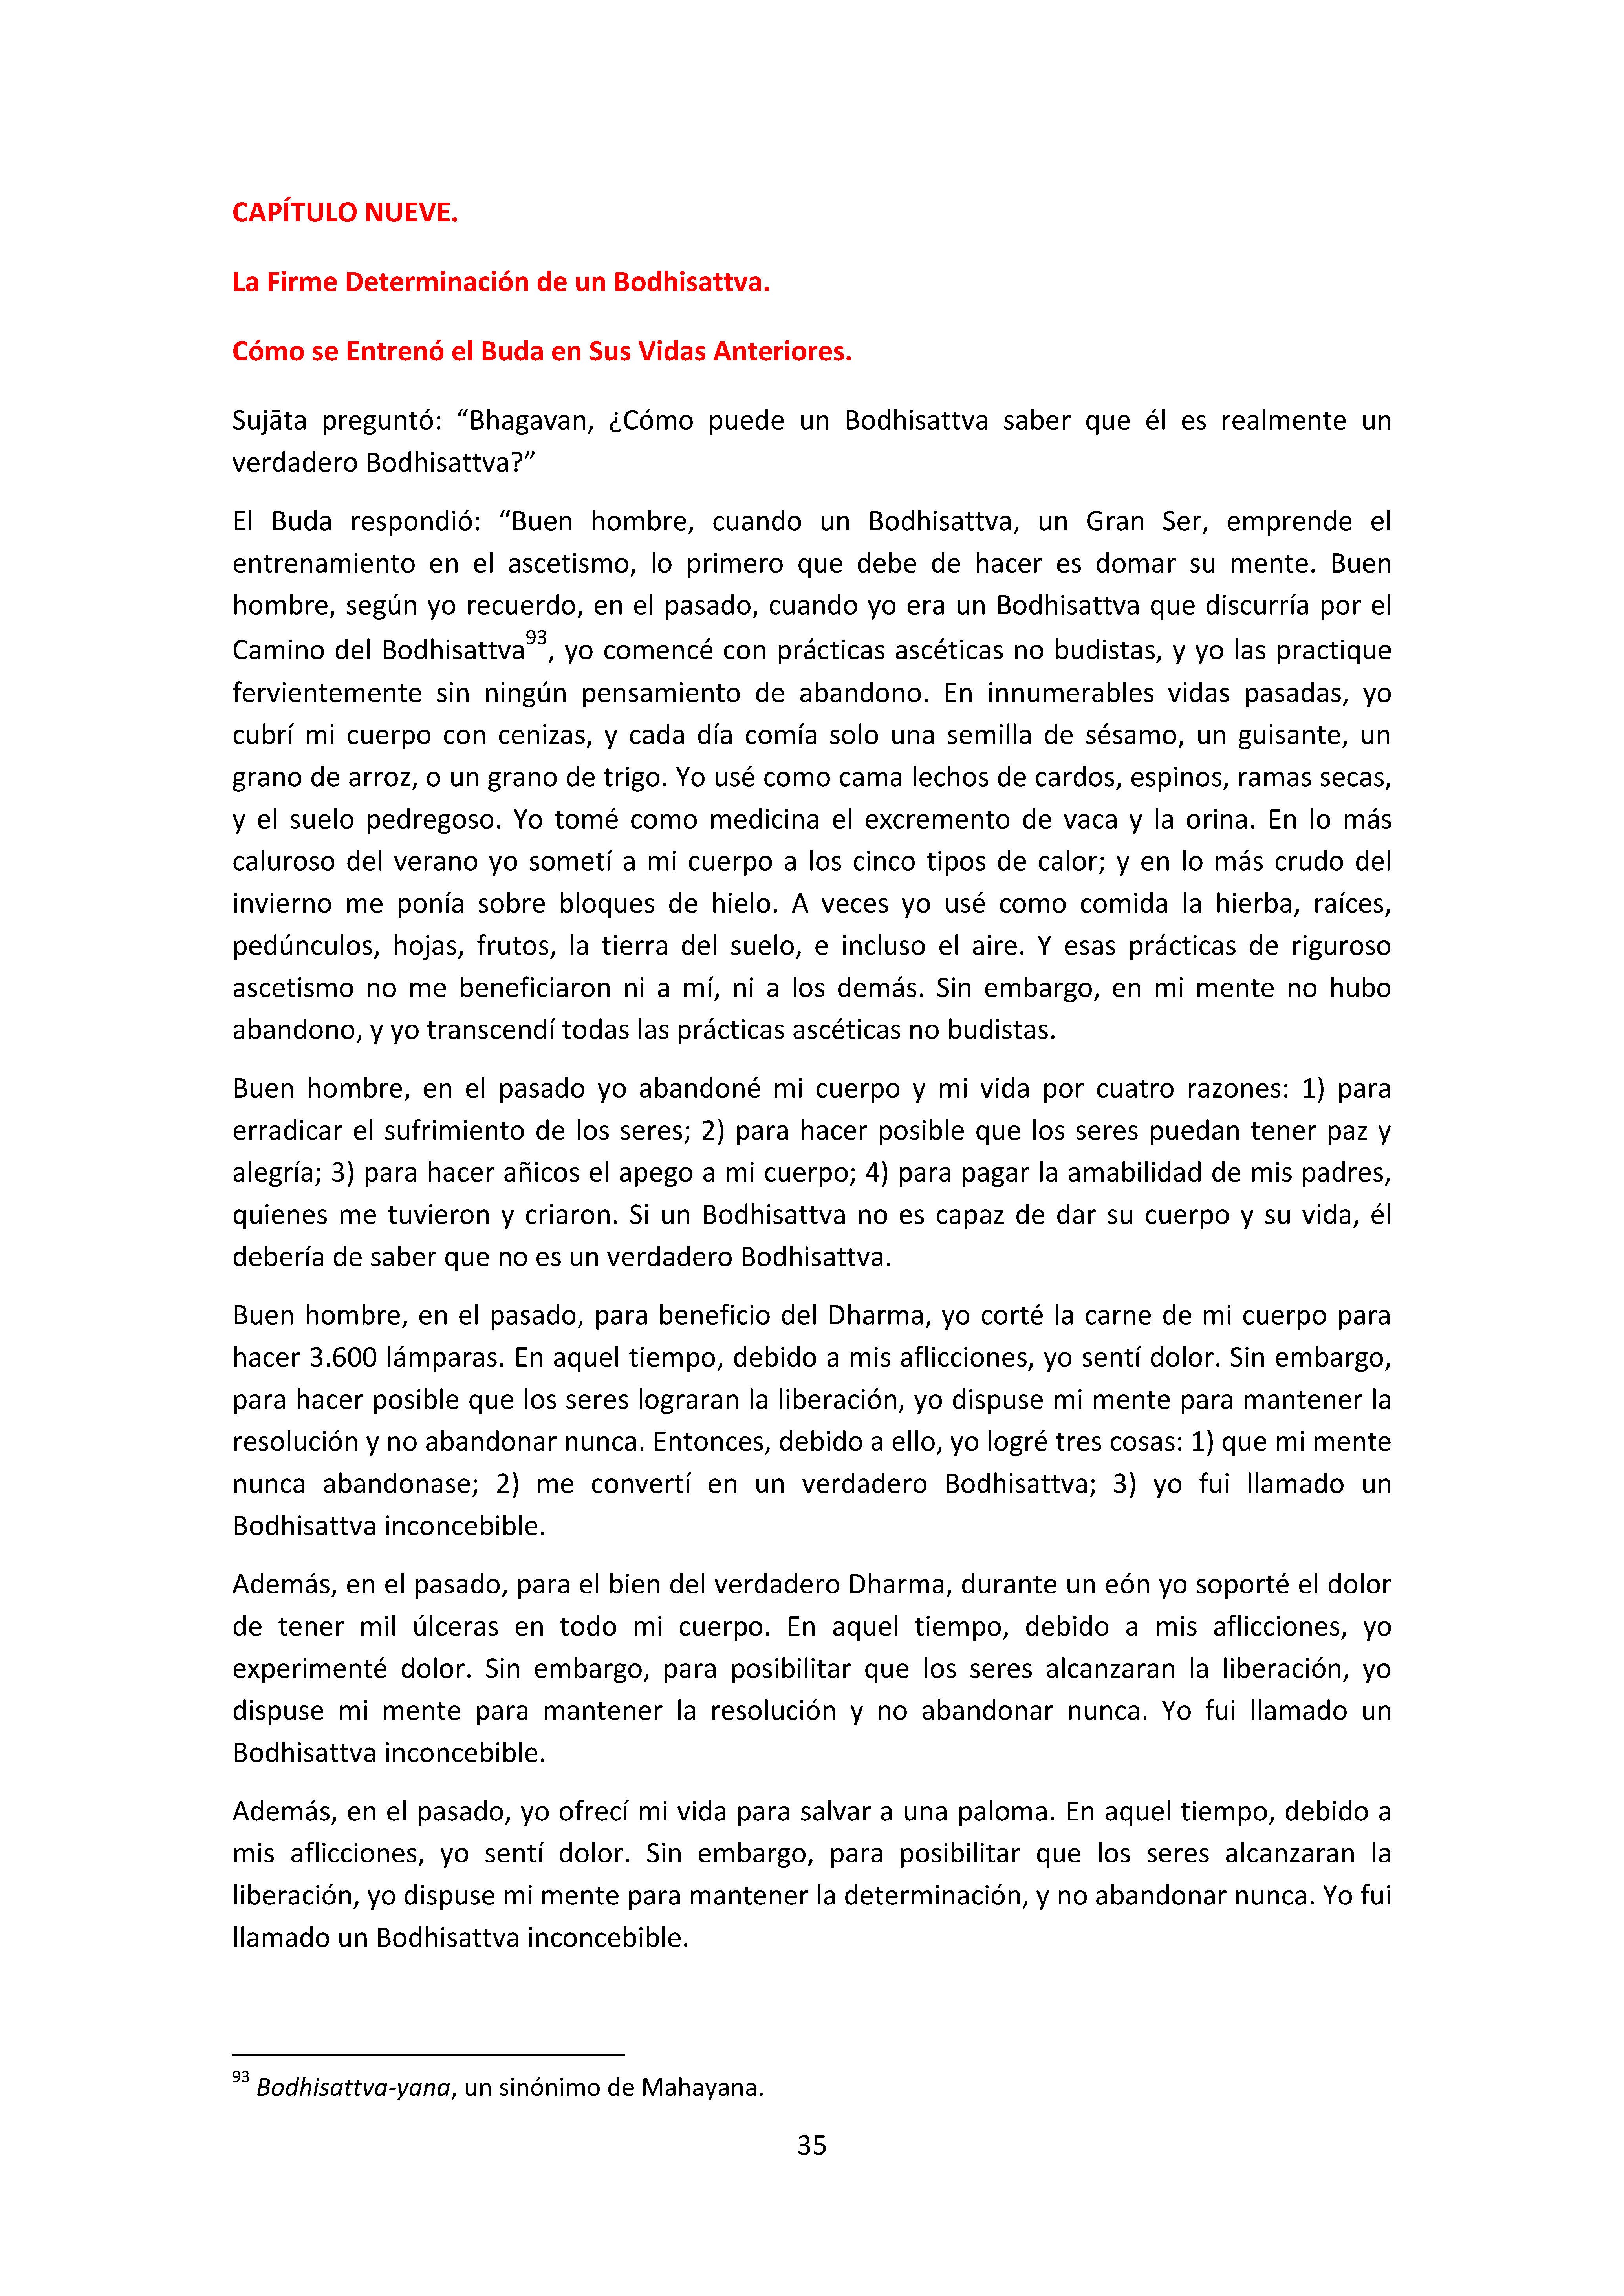 CAPÍTULO NUEVE.
La Firme Determinación de un Bodhisattva.
Cómo se Entrenó el Buda en Sus Vidas Anteriores.
Sujāta preguntó: “Bhagavan, ¿Cómo puede un Bodhisattva saber que él es realmente un
verdadero Bodhisattva?”
El Buda respondió: “Buen hombre, cuando un Bodhisattva, un Gran Ser, emprende el
entrenamiento en el ascetismo, lo primero que debe de hacer es domar su mente. Buen
hombre, según yo recuerdo, en el pasado, cuando yo era un Bodhisattva que discurría por el
Camino del Bodhisattva93, yo comencé con prácticas ascéticas no budistas, y yo las practique
fervientemente sin ningún pensamiento de abandono. En innumerables vidas pasadas, yo
cubrí mi cuerpo con cenizas, y cada día comía solo una semilla de sésamo, un guisante, un
grano de arroz, o un grano de trigo. Yo usé como cama lechos de cardos, espinos, ramas secas,
y el suelo pedregoso. Yo tomé como medicina el excremento de vaca y la orina. En lo más
caluroso del verano yo sometí a mi cuerpo a los cinco tipos de calor; y en lo más crudo del
invierno me ponía sobre bloques de hielo. A veces yo usé como comida la hierba, raíces,
pedúnculos, hojas, frutos, la tierra del suelo, e incluso el aire. Y esas prácticas de riguroso
ascetismo no me beneficiaron ni a mí, ni a los demás. Sin embargo, en mi mente no hubo
abandono, y yo transcendí todas las prácticas ascéticas no budistas.
Buen hombre, en el pasado yo abandoné mi cuerpo y mi vida por cuatro razones: 1) para
erradicar el sufrimiento de los seres; 2) para hacer posible que los seres puedan tener paz y
alegría; 3) para hacer añicos el apego a mi cuerpo; 4) para pagar la amabilidad de mis padres,
quienes me tuvieron y criaron. Si un Bodhisattva no es capaz de dar su cuerpo y su vida, él
debería de saber que no es un verdadero Bodhisattva.
Buen hombre, en el pasado, para beneficio del Dharma, yo corté la carne de mi cuerpo para
hacer 3.600 lámparas. En aquel tiempo, debido a mis aflicciones, yo sentí dolor. Sin embargo,
para hacer posible que los seres lograran la liberación, yo dispuse mi mente para mantener la
resolución y no abandonar nunca. Entonces, debido a ello, yo logré tres cosas: 1) que mi mente
nunca abandonase; 2) me convertí en un verdadero Bodhisattva; 3) yo fui llamado un
Bodhisattva inconcebible.
Además, en el pasado, para el bien del verdadero Dharma, durante un eón yo soporté el dolor
de tener mil úlceras en todo mi cuerpo. En aquel tiempo, debido a mis aflicciones, yo
experimenté dolor. Sin embargo, para posibilitar que los seres alcanzaran la liberación, yo
dispuse mi mente para mantener la resolución y no abandonar nunca. Yo fui llamado un
Bodhisattva inconcebible.
Además, en el pasado, yo ofrecí mi vida para salvar a una paloma. En aquel tiempo, debido a
mis aflicciones, yo sentí dolor. Sin embargo, para posibilitar que los seres alcanzaran la
liberación, yo dispuse mi mente para mantener la determinación, y no abandonar nunca. Yo fui
llamado un Bodhisattva inconcebible.
93 Bodhisattva-yana, un sinónimo de Mahayana.
35